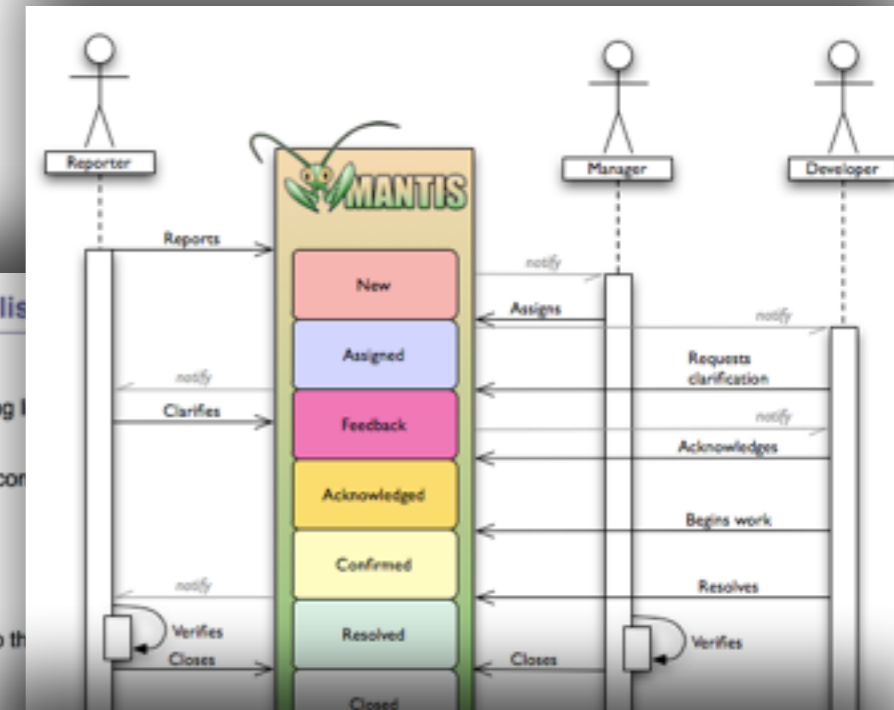 Reporter
Manager
Developer
MANTIS
Reports
notify
New
Assigns
notify
Assigned
Requests
clarification
notify
Clarifies
Feedback
notify
Acknowledges
Acknowledged
Begins work
Confirmed
notify
Resolves
Resolved
Verifies
Verifies
Closes
Closes
Closed